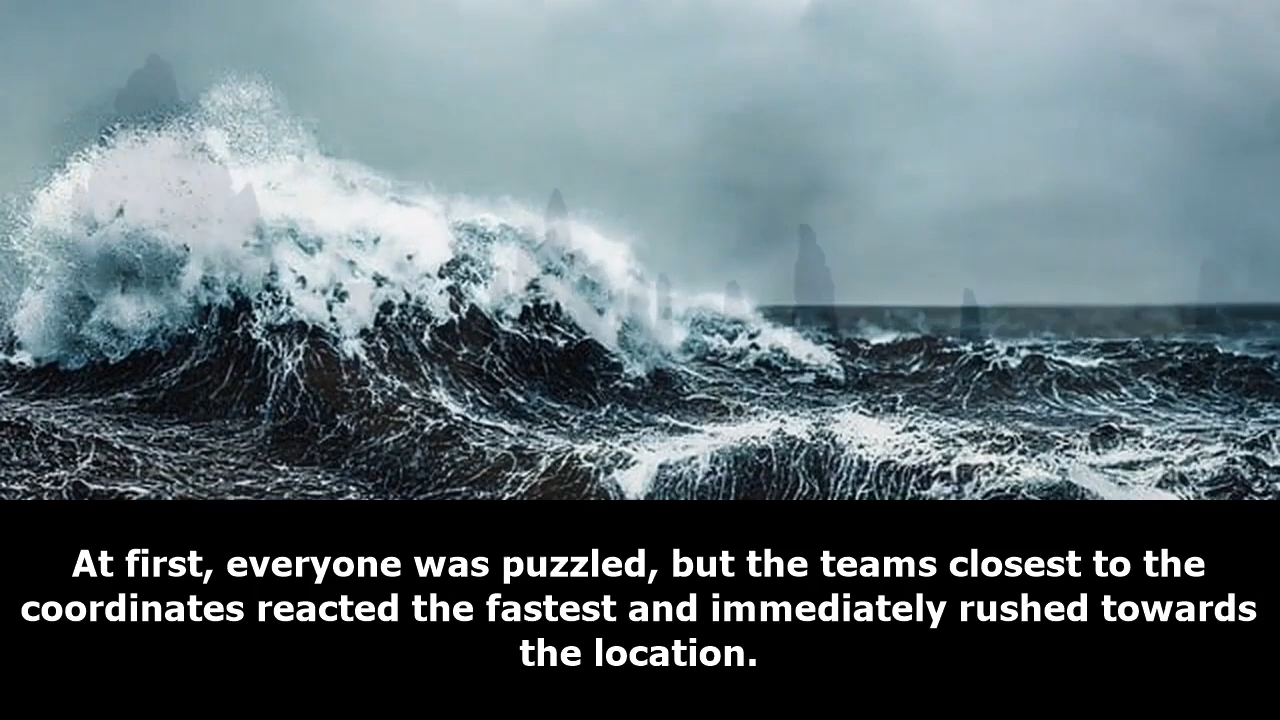 At first, everyone was puzzled, but the teams closest to the
coordinates reacted the fastest and immediately rushed towards
the location.